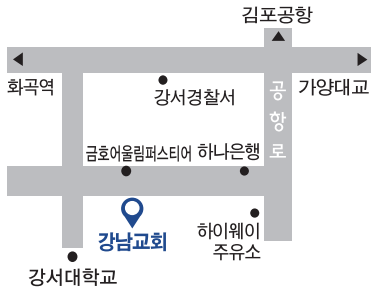 김포공항
화곡역
강서경찰서
가양대교
공항로
금호어울림퍼스티어
하나은행
강남교회
하이웨이
주유소
강서대학교